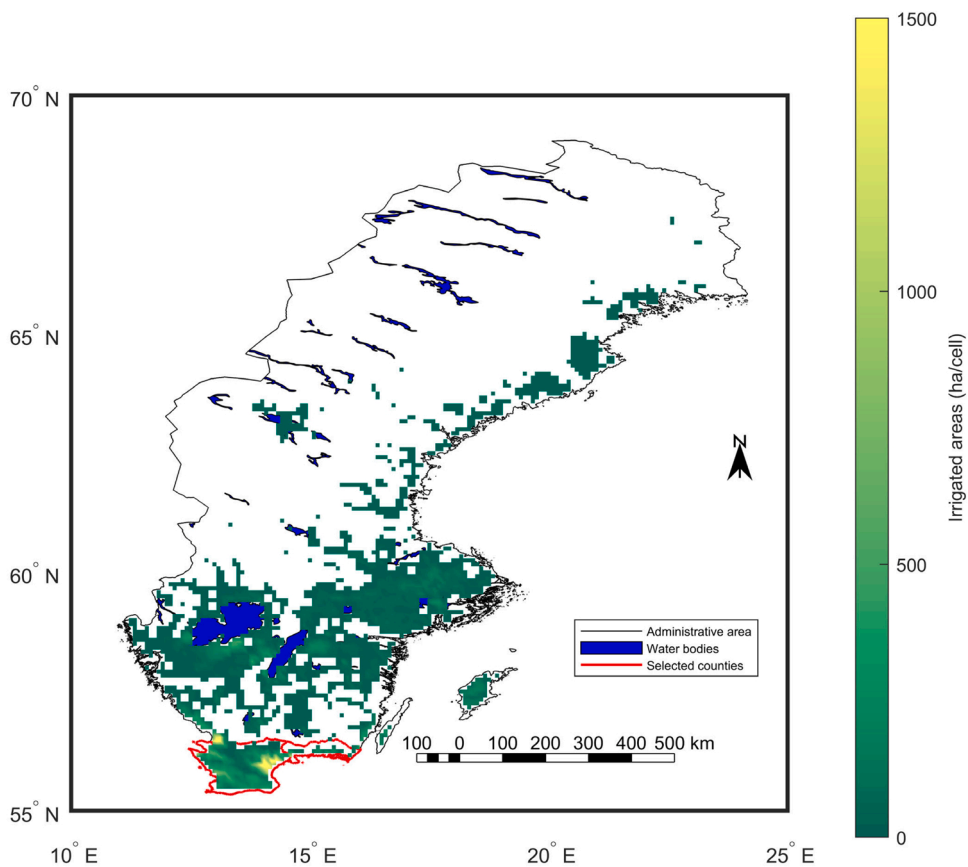 1500
70° N
1000
65° N
Irrigated areas (ha/cell)
N
500
60° N
Administrative area
Water bodies
Selected counties
100 0 100 200 300 400 500 km
55° N
0
10° E 15° E 20° E 25° E